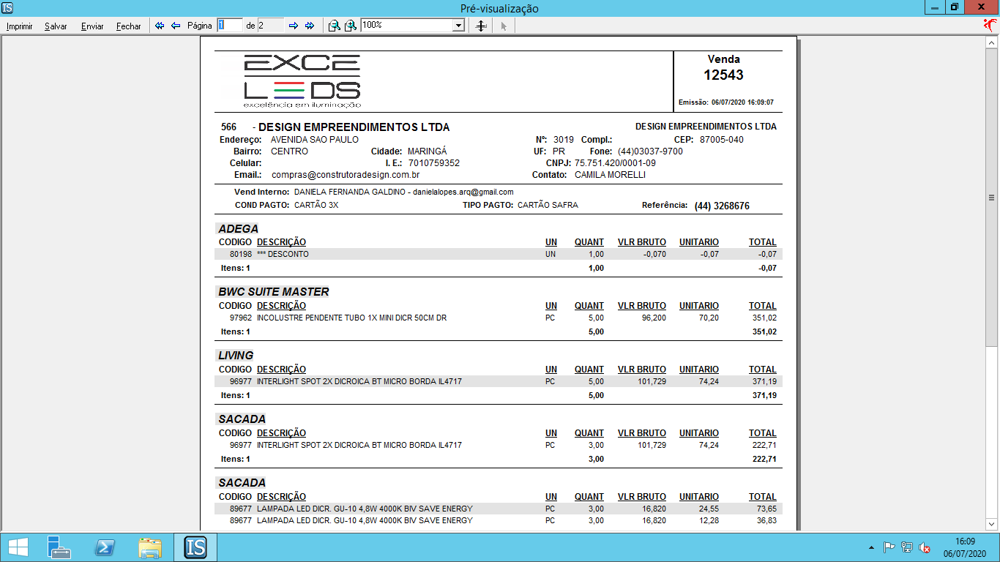 Pré-visualização
Imprimir Salvar Enviar Fechar Página 1 de 2 100%
EXCE
LEDS
excelência em iluminação
Venda
12543
Emissão: 06/07/2020 16:09:07
566 - DESIGN EMPREENDIMENTOS LTDA DESIGN EMPREENDIMENTOS LTDA
Endereço: AVENIDA SAO PAULO Nº: 3019 Compl.: CEP: 87005-040
Bairro: CENTRO Cidade: MARINGÁ UF: PR Fone: (44)03037-9700
Celular: I. E.: 7010759352 CNPJ: 75.751.420/0001-09
Email.: compras@construtoradesign.com.br Contato: CAMILA MORELLI
Vend Interno: DANIELA FERNANDA GALDINO - danielalopes.arq@gmail.com
COND PAGTO: CARTÃO 3X TIPO PAGTO: CARTÃO SAFRA Referência: (44) 3268676
ADEGA
CODIGO DESCRIÇÃO UN QUANT VLR BRUTO UNITARIO TOTAL
80198 *** DESCONTO UN 1,00 -0,070 -0,07 -0,07
Itens: 1 1,00 -0,07
BWC SUITE MASTER
CODIGO DESCRIÇÃO UN QUANT VLR BRUTO UNITARIO TOTAL
97962 INCOLUSTRE PENDENTE TUBO 1X MINI DICR 50CM DR PC 5,00 96,200 70,20 351,02
Itens: 1 5,00 351,02
LIVING
CODIGO DESCRIÇÃO UN QUANT VLR BRUTO UNITARIO TOTAL
96977 INTERLIGHT SPOT 2X DICROICA BT MICRO BORDA IL4717 PC 5,00 101,729 74,24 371,19
Itens: 1 5,00 371,19
SACADA
CODIGO DESCRIÇÃO UN QUANT VLR BRUTO UNITARIO TOTAL
96977 INTERLIGHT SPOT 2X DICROICA BT MICRO BORDA IL4717 PC 3,00 101,729 74,24 222,71
Itens: 1 3,00 222,71
SACADA
CODIGO DESCRIÇÃO UN QUANT VLR BRUTO UNITARIO TOTAL
89677 LAMPADA LED DICR. GU-10 4,8W 4000K BIV SAVE ENERGY PC 3,00 16,820 24,55 73,65
89677 LAMPADA LED DICR. GU-10 4,8W 4000K BIV SAVE ENERGY PC 3,00 16,820 12,28 36,83
IS
16:09
06/07/2020